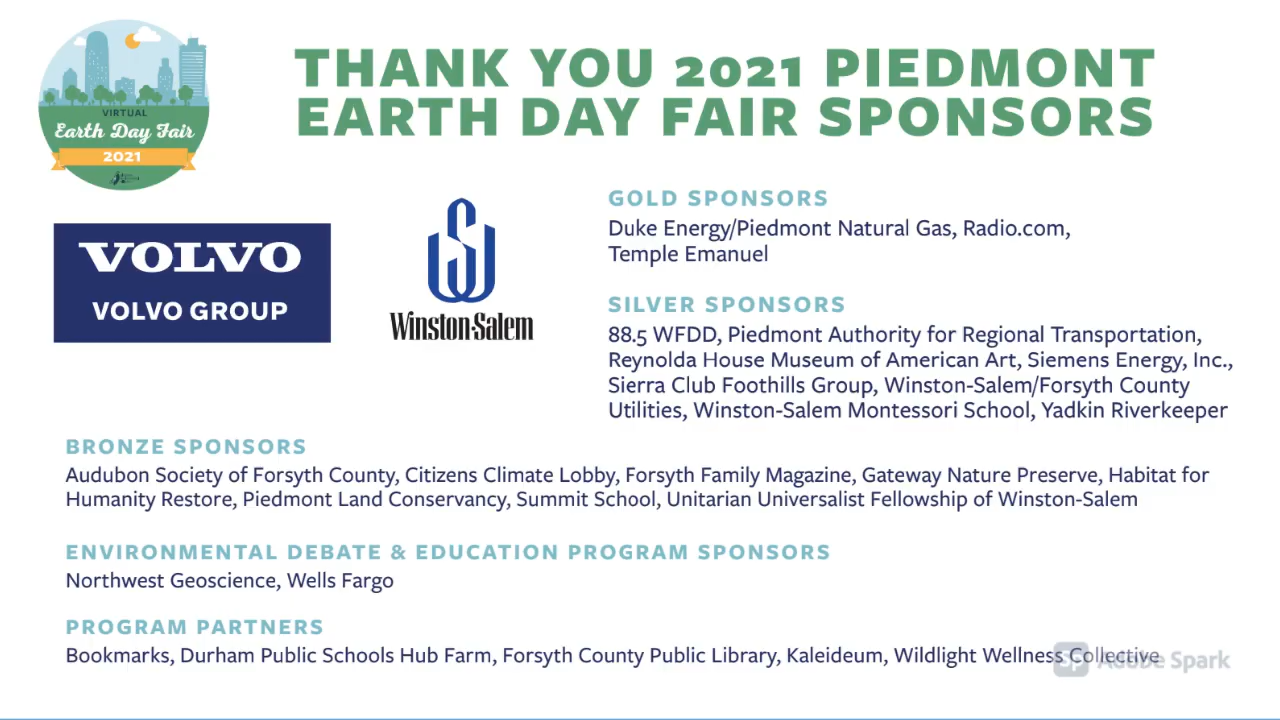 VIRTUAL
Earth Day Fair
2021
THANK YOU 2021 PIEDMONT
EARTH DAY FAIR SPONSORS
VOLVO
VOLVO GROUP
Winston-Salem
GOLD SPONSORS
Duke Energy/Piedmont Natural Gas, Radio.com,
Temple Emanuel
SILVER SPONSORS
88.5 WFDD, Piedmont Authority for Regional Transportation,
Reynolda House Museum of American Art, Siemens Energy, Inc.,
Sierra Club Foothills Group, Winston-Salem/Forsyth County
Utilities, Winston-Salem Montessori School, Yadkin Riverkeeper
BRONZE SPONSORS
Audubon Society of Forsyth County, Citizens Climate Lobby, Forsyth Family Magazine, Gateway Nature Preserve, Habitat for
Humanity Restore, Piedmont Land Conservancy, Summit School, Unitarian Universalist Fellowship of Winston-Salem
ENVIRONMENTAL DEBATE & EDUCATION PROGRAM SPONSORS
Northwest Geoscience, Wells Fargo
PROGRAM PARTNERS
Bookmarks, Durham Public Schools Hub Farm, Forsyth County Public Library, Kaleideum, Wildlight Wellness Collective
Sp Adobe Spark